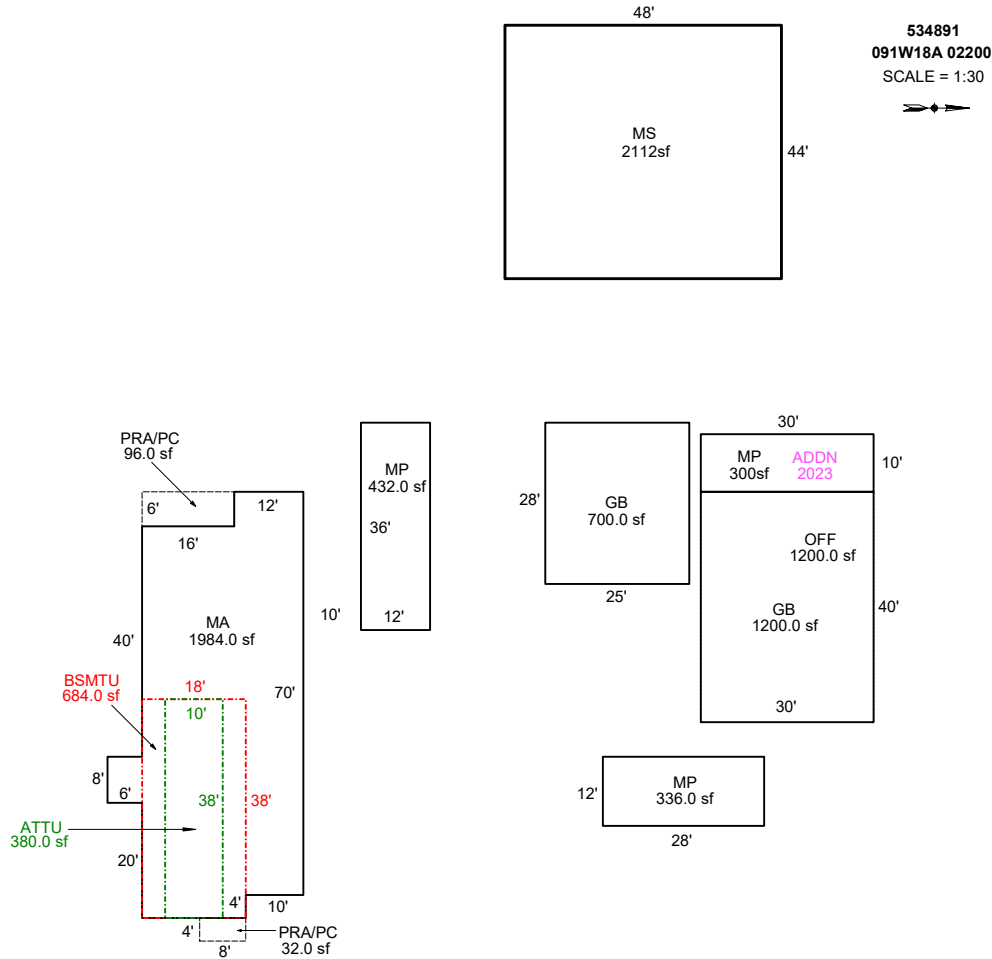 48'
534891
091W18A 02200
SCALE = 1:30
MS
2112sf
44'
PRA/PC
96.0 sf
6'
12'
16'
MA
1984.0 sf
40'
70'
BSMTU
684.0 sf
18'
10'
8'
6'
38'
38'
ATTU
380.0 sf
20'
4'
10'
4'
8'
PRA/PC
32.0 sf
MP
432.0 sf
36'
10'
12'
28'
GB
700.0 sf
25'
30'
MP
300sf
ADDN
2023
10'
OFF
1200.0 sf
GB
1200.0 sf
40'
30'
12'
MP
336.0 sf
28'